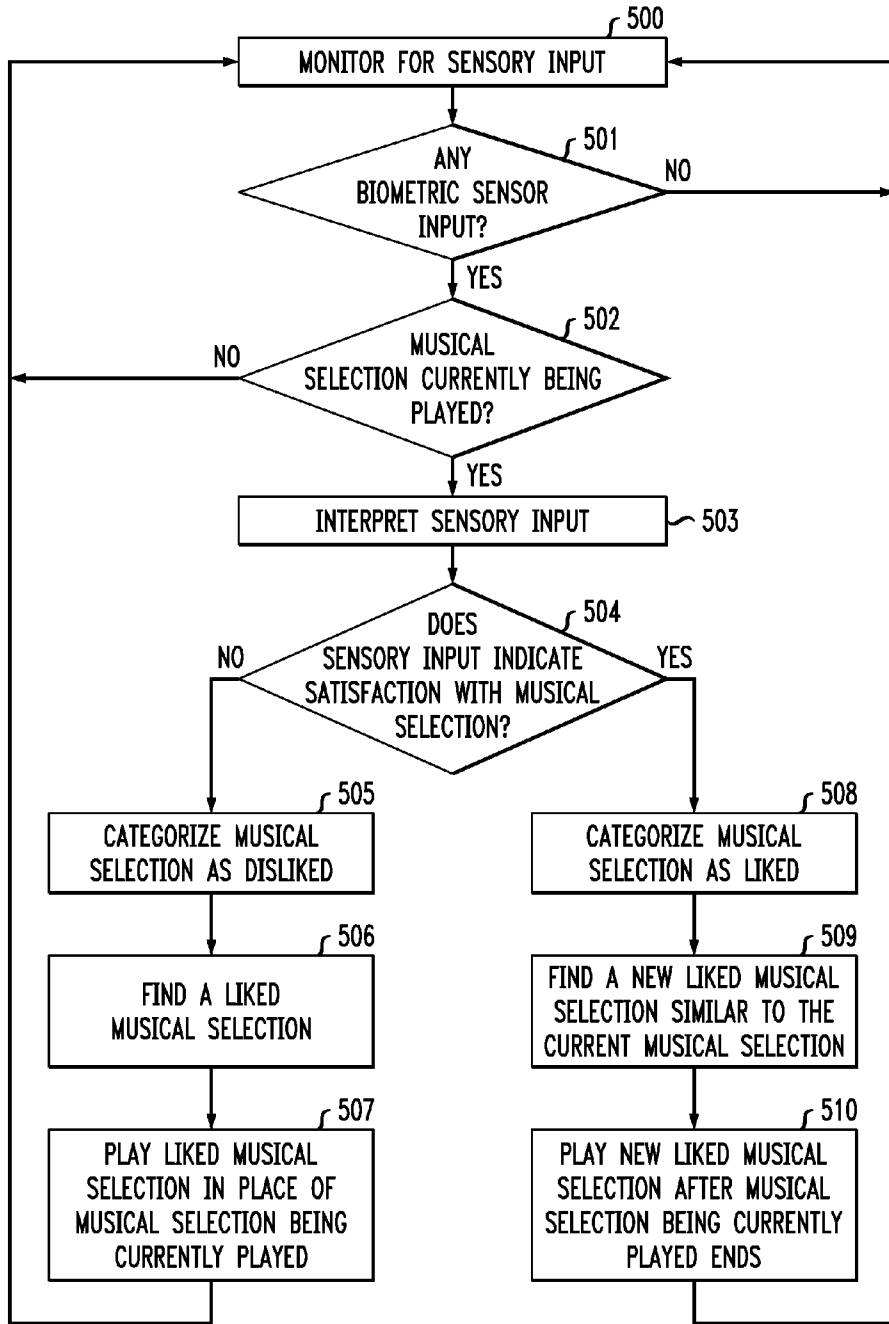 500
MONITOR FOR SENSORY INPUT
501
ANY
BIOMETRIC SENSOR
INPUT?
NO
YES
502
NO
MUSICAL
SELECTION CURRENTLY BEING
PLAYED?
YES
INTERPRET SENSORY INPUT
503
504
NO
DOES
SENSORY INPUT INDICATE
SATISFACTION WITH MUSICAL
SELECTION?
YES
505
CATEGORIZE MUSICAL
SELECTION AS DISLIKED
508
CATEGORIZE MUSICAL
SELECTION AS LIKED
506
FIND A LIKED
MUSICAL SELECTION
509
FIND A NEW LIKED MUSICAL
SELECTION SIMILAR TO THE
CURRENT MUSICAL SELECTION
507
PLAY LIKED MUSICAL
SELECTION IN PLACE OF
MUSICAL SELECTION BEING
CURRENTLY PLAYED
510
PLAY NEW LIKED MUSICAL
SELECTION AFTER MUSICAL
SELECTION BEING CURRENTLY
PLAYED ENDS